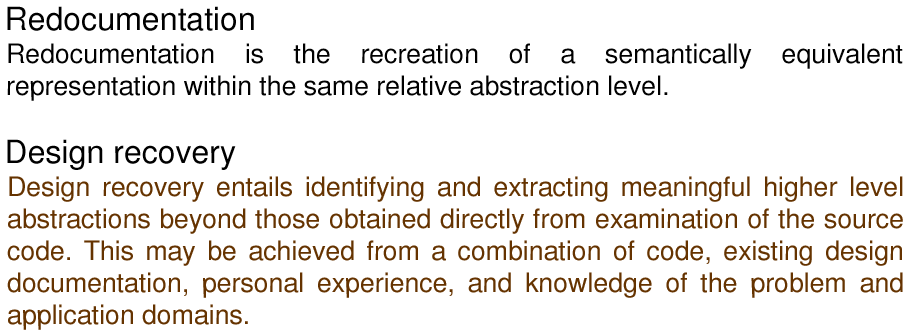 Redocumentation
Redocumentation is the recreation of a semantically equivalent
representation within the same relative abstraction level.
Design recovery
Design recovery entails identifying and extracting meaningful higher level
abstractions beyond those obtained directly from examination of the source
code. This may be achieved from a combination of code, existing design
documentation, personal experience, and knowledge of the problem and
application domains.